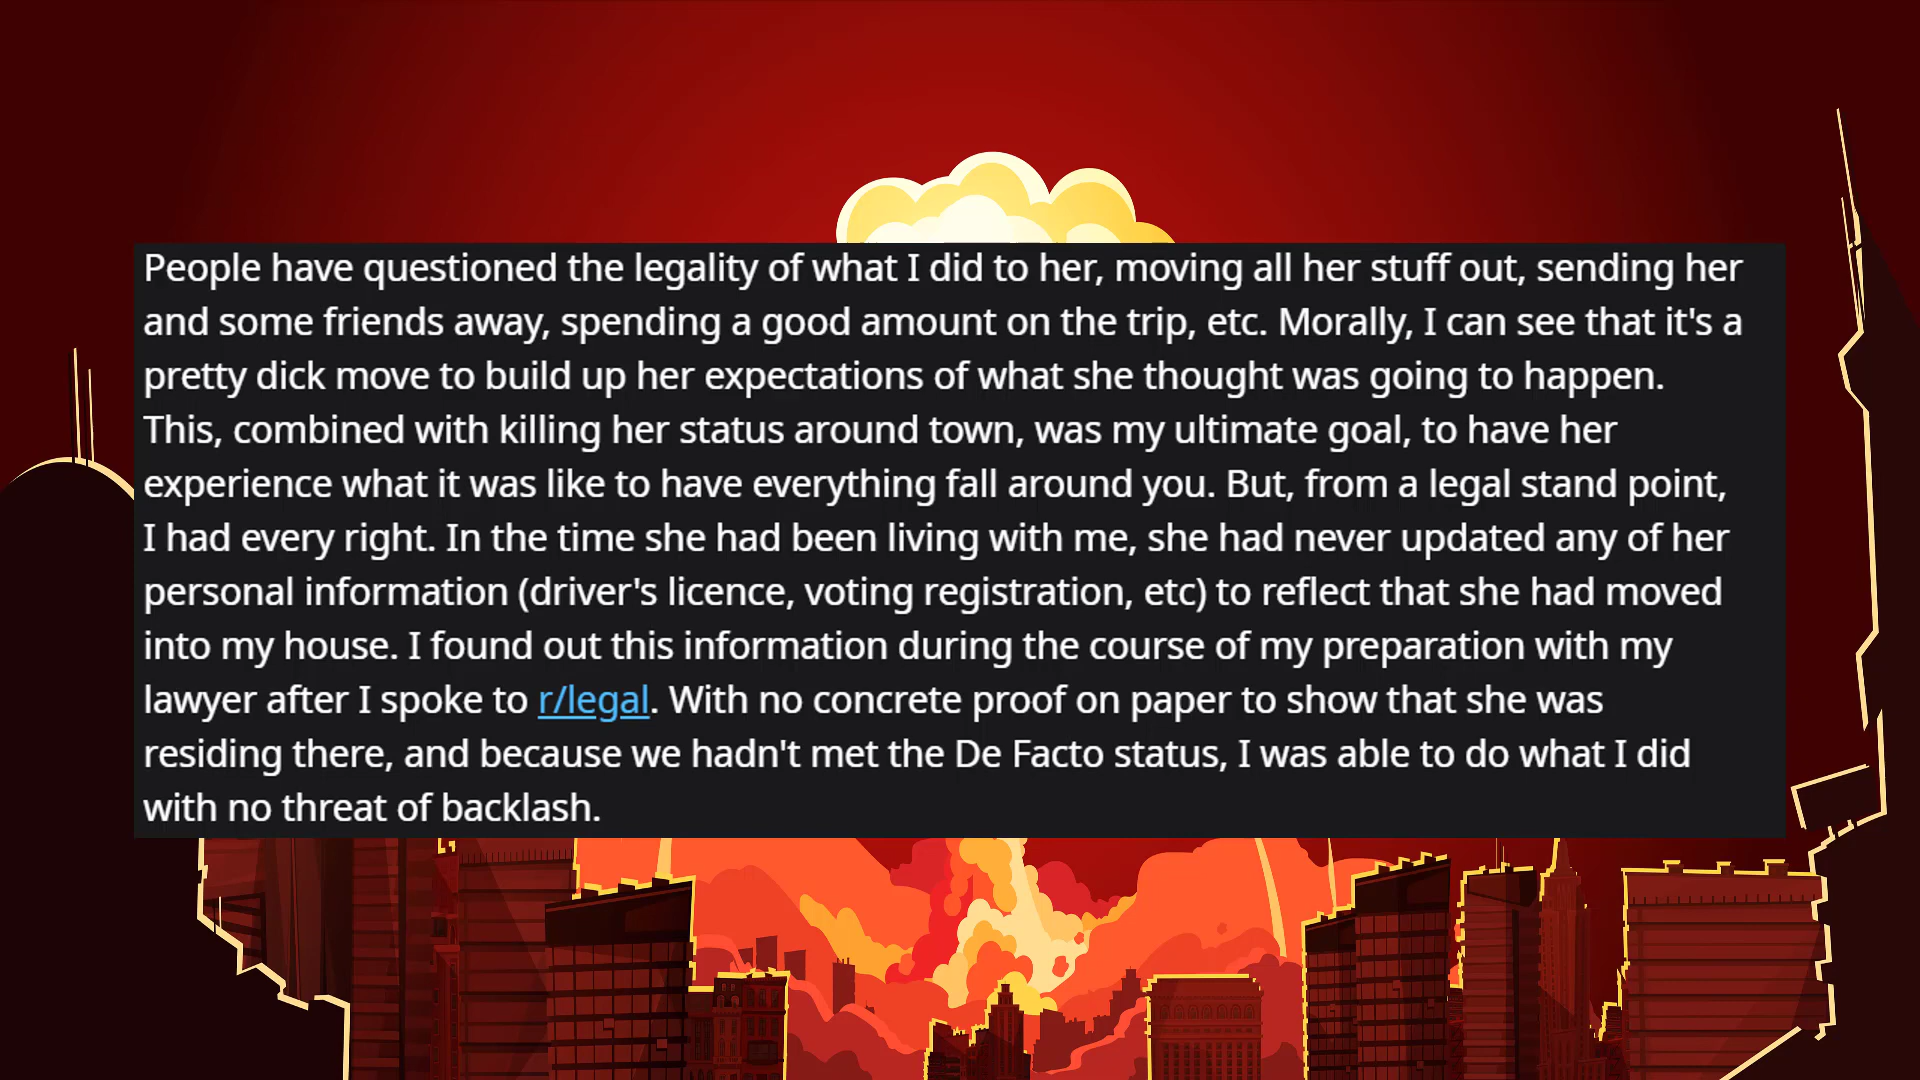 People have questioned the legality of what I did to her, moving all her stuff out, sending her
and some friends away, spending a good amount on the trip, etc. Morally, I can see that it's a
pretty dick move to build up her expectations of what she thought was going to happen.
This, combined with killing her status around town, was my ultimate goal, to have her
experience what it was like to have everything fall around you. But, from a legal stand point,
I had every right. In the time she had been living with me, she had never updated any of her
personal information (driver's licence, voting registration, etc) to reflect that she had moved
into my house. I found out this information during the course of my preparation with my
lawyer after I spoke to r/legal. With no concrete proof on paper to show that she was
residing there, and because we hadn't met the De Facto status, I was able to do what I did
with no threat of backlash.